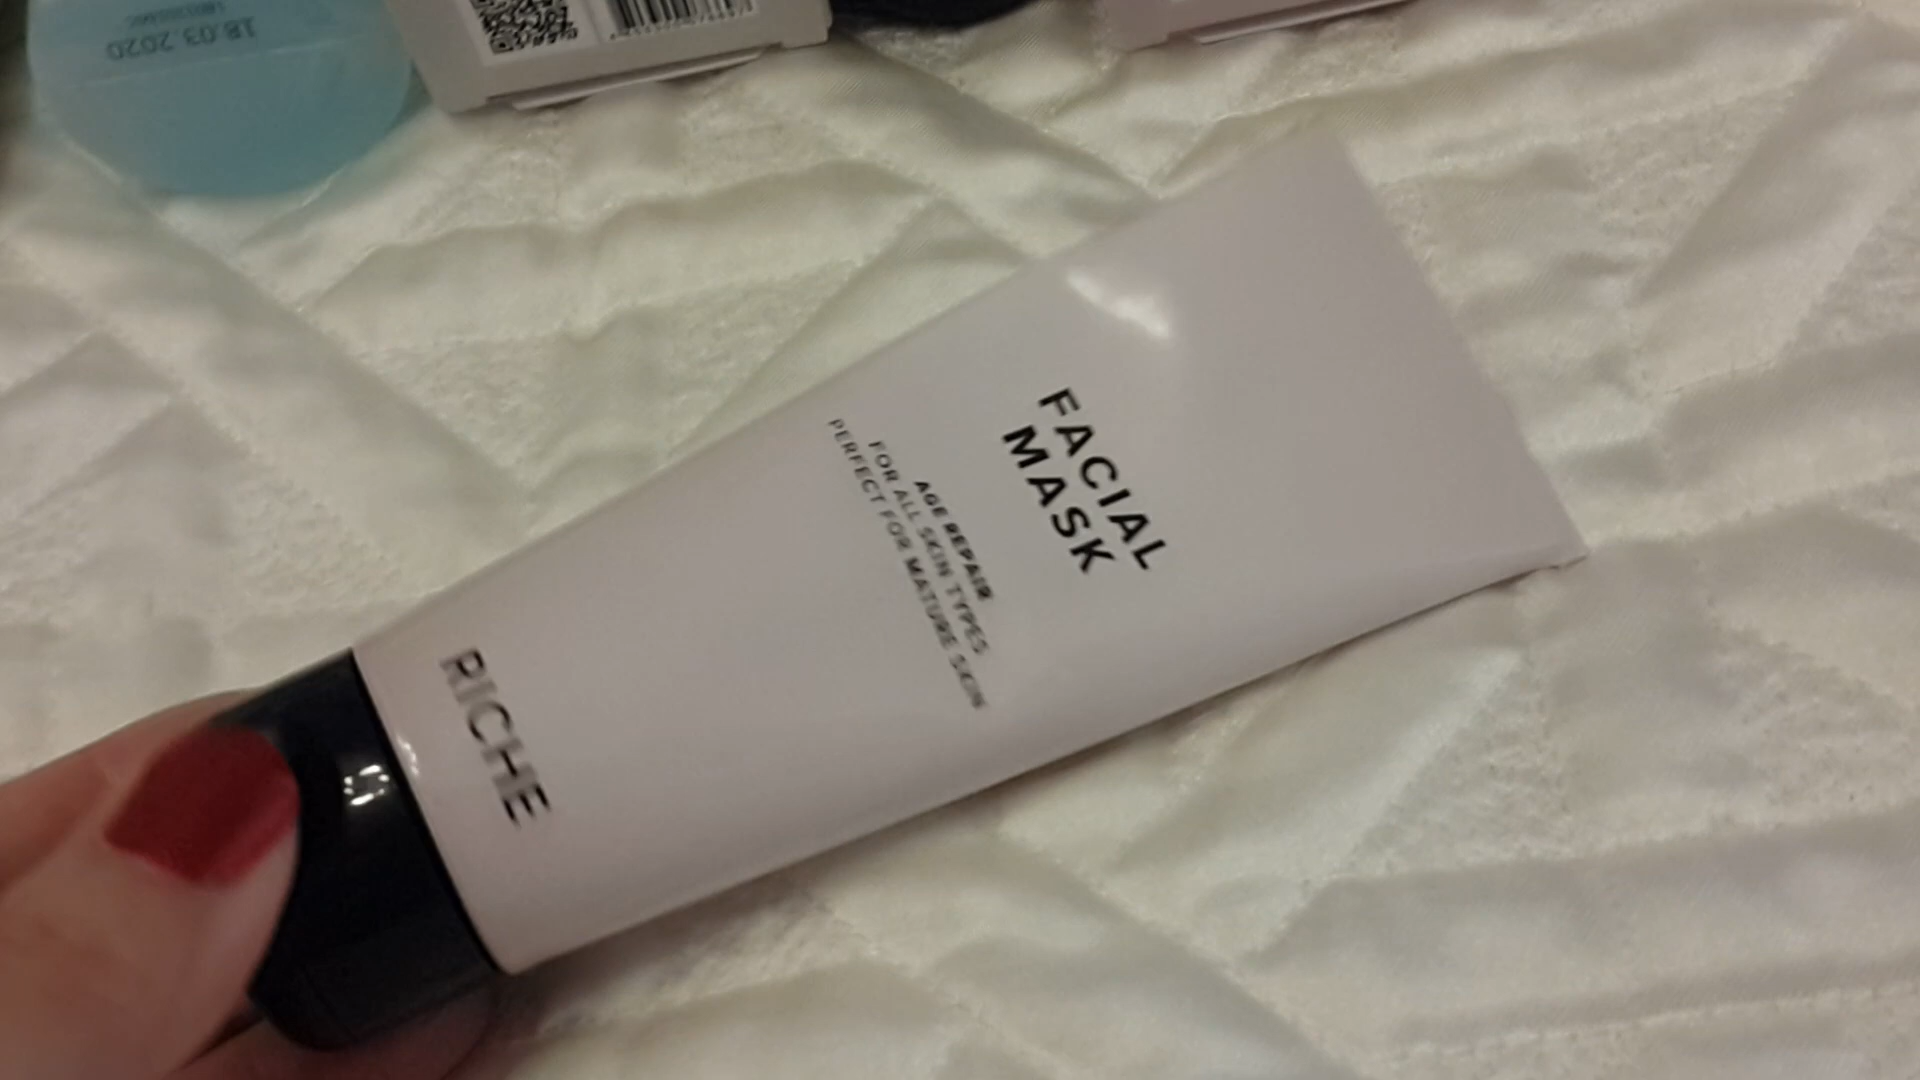 18.03.2020
FACIAL
MASK
AGE REPAIR
FOR ALL SKIN TYPES
PERFECT FOR MATURE SKIN
RICHE